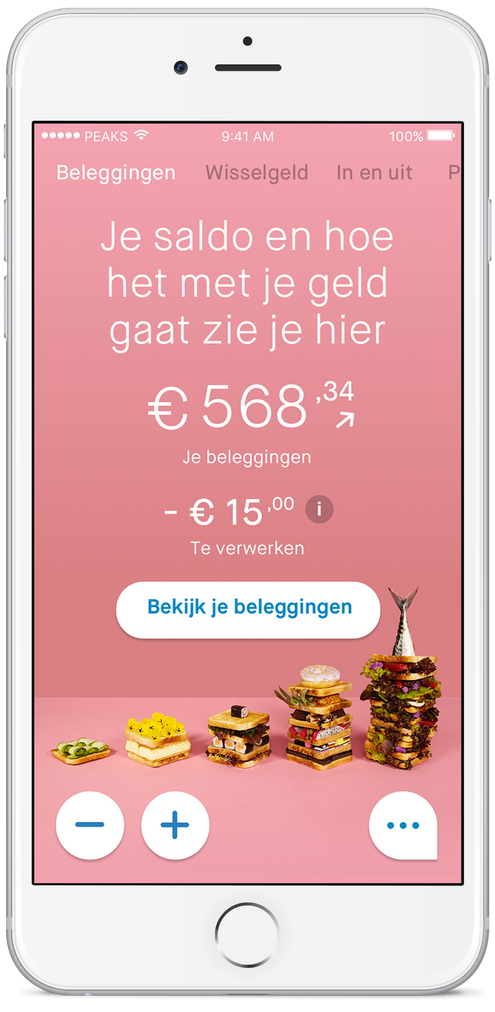 PEAKS 9:41 AM 100%
Beleggingen Wisselgeld In en uit P
Je saldo en hoe
het met je geld
gaat zie je hier
€ 568,34
Je beleggingen
- € 15,00 i
Te verwerken
Bekijk je beleggingen